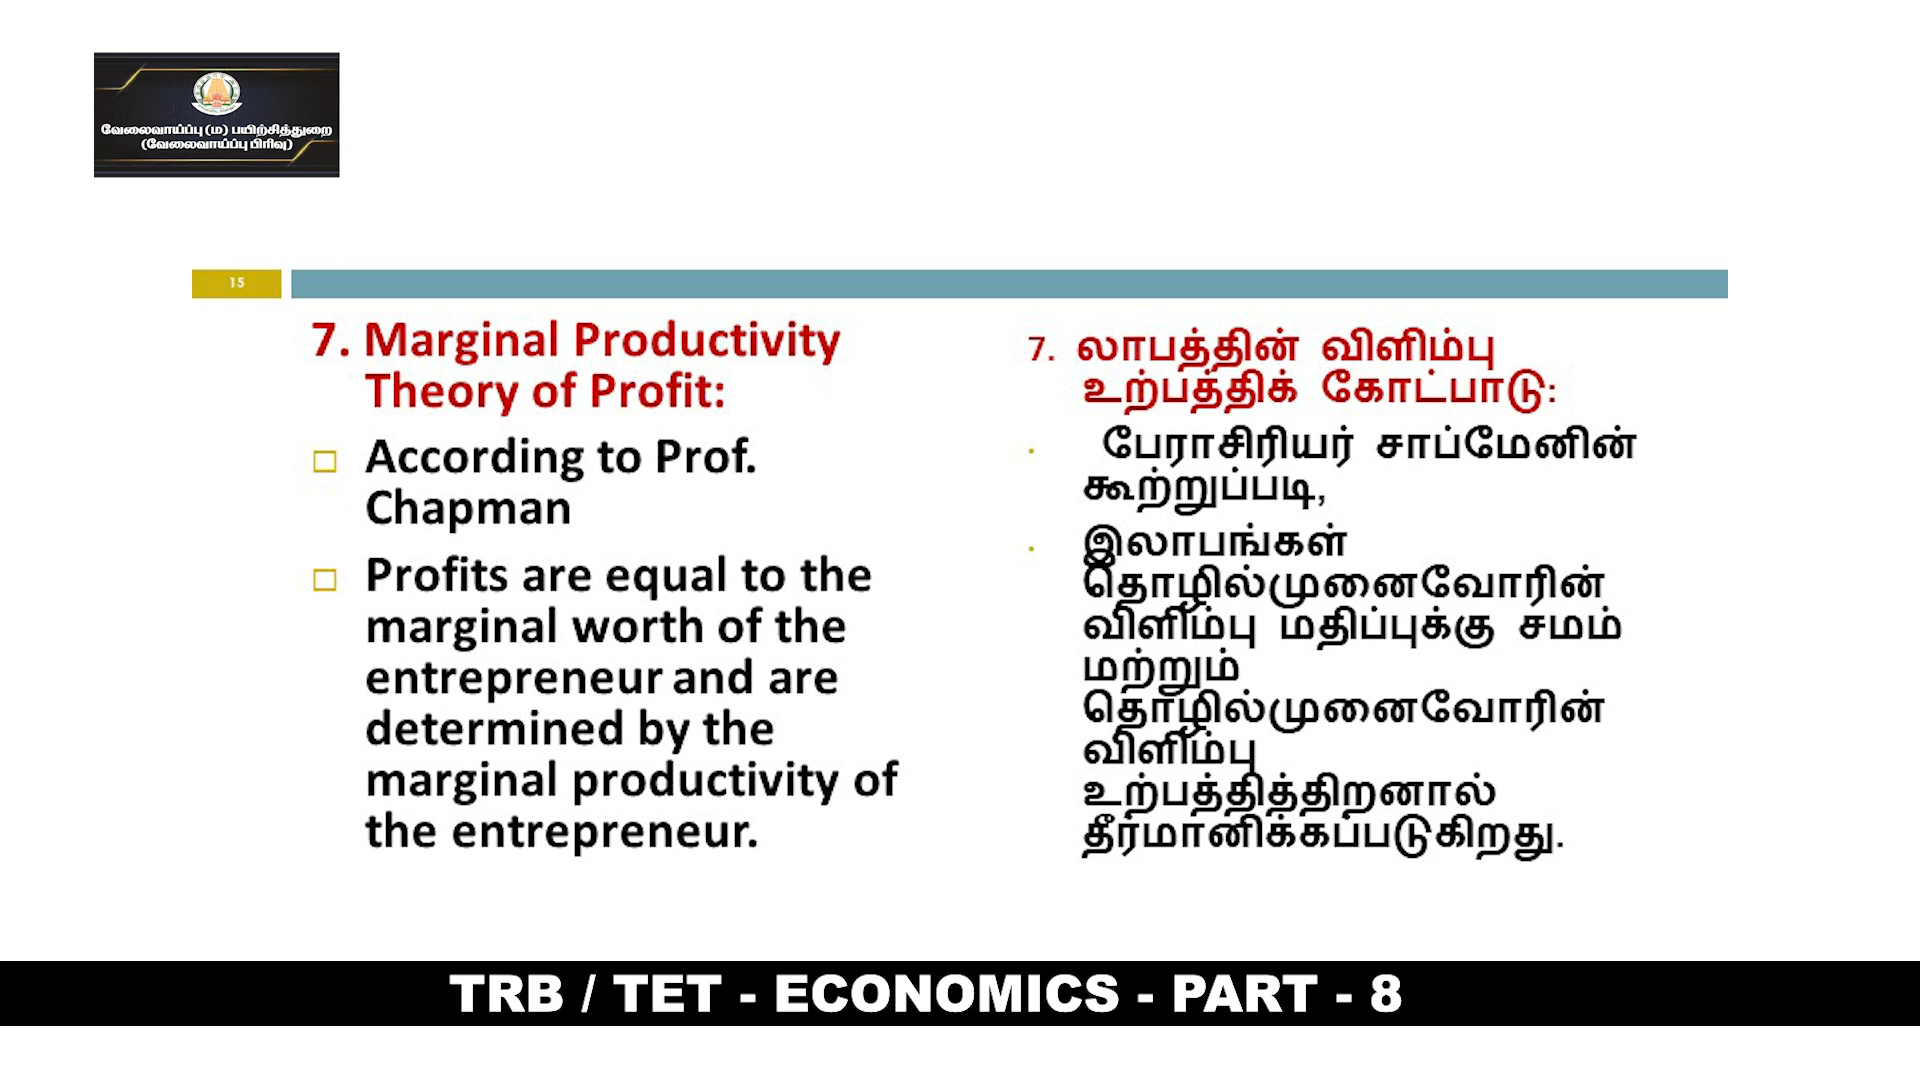 வேலைவாய்ப்பு (ம) பயிற்சித்துறை
(வேலைவாய்ப்பு பிரிவு)
15
7. Marginal Productivity
Theory of Profit:
□ According to Prof.
Chapman
□ Profits are equal to the
marginal worth of the
entrepreneur and are
determined by the
marginal productivity of
the entrepreneur.
7. லாபத்தின் விளிம்பு
உற்பத்திக் கோட்பாடு:
• பேராசிரியர் சாப்மேனின்
கூற்றுப்படி,
• இலாபங்கள்
தொழில்முனைவோரின்
விளிம்பு மதிப்புக்கு சமம்
மற்றும்
தொழில்முனைவோரின்
விளிம்பு
உற்பத்தித்திறனால்
தீர்மானிக்கப்படுகிறது.
TRB / TET - ECONOMICS - PART - 8